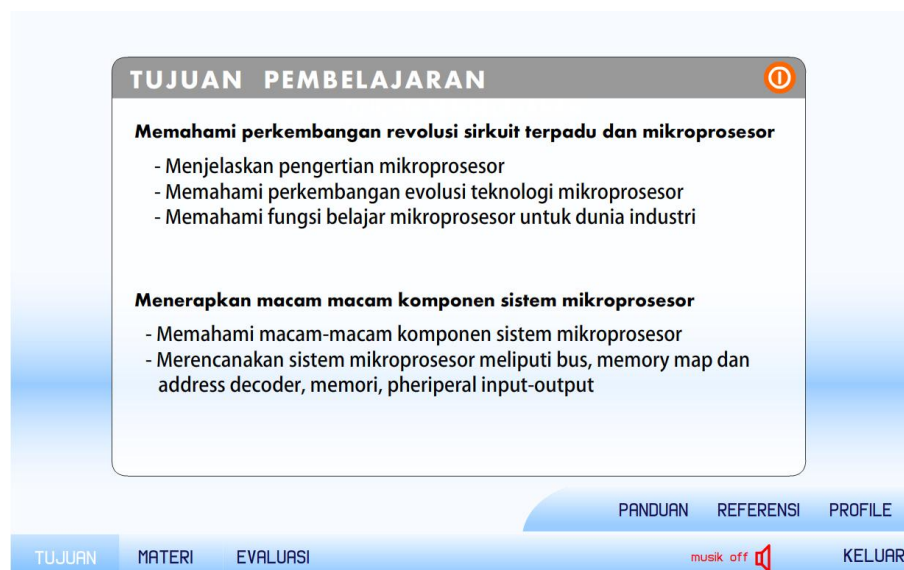 TUJUAN PEMBELAJARAN
Memahami perkembangan revolusi sirkuit terpadu dan mikroprosesor
- Menjelaskan pengertian mikroprosesor
- Memahami perkembangan evolusi teknologi mikroprosesor
- Memahami fungsi belajar mikroprosesor untuk dunia industri
Menerapkan macam macam komponen sistem mikroprosesor
- Memahami macam-macam komponen sistem mikroprosesor
- Merencanakan sistem mikroprosesor meliputi bus, memory map dan
address decoder, memori, pheriperal input-output
PANDUAN REFERENSI PROFILE
TUJUAN MATERI EVALUASI musik off KELUAR